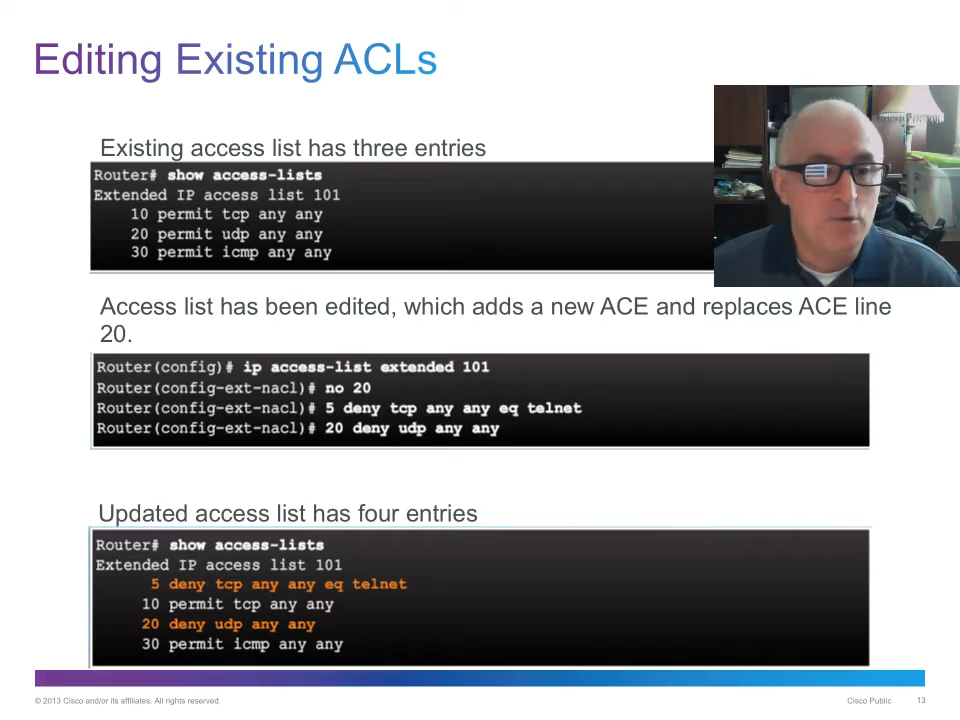 Editing Existing ACLs
Existing access list has three entries
Router# show access-lists
Extended IP access list 101
10 permit tcp any any
20 permit udp any any
30 permit icmp any any
Access list has been edited, which adds a new ACE and replaces ACE line
20.
Router(config)# ip access-list extended 101
Router(config-ext-nacl)# no 20
Router(config-ext-nacl)# 5 deny tcp any any eq telnet
Router(config-ext-nacl)# 20 deny udp any any
Updated access list has four entries
Router# show access-lists
Extended IP access list 101
5 deny tcp any any eq telnet
10 permit tcp any any
20 deny udp any any
30 permit icmp any any
© 2013 Cisco and/or its affiliates. All rights reserved.
Cisco Public
13